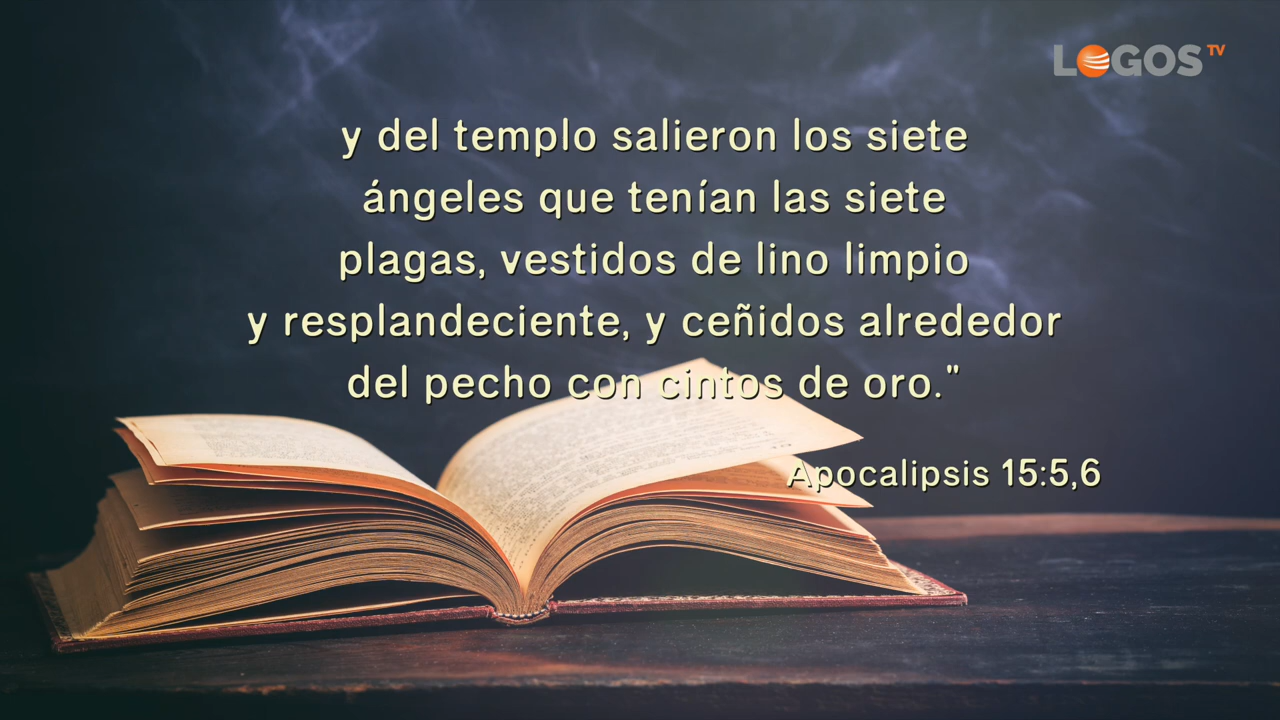 LOGOS TV
y del templo salieron los siete
ángeles que tenían las siete
plagas, vestidos de lino limpio
y resplandeciente, y ceñidos alrededor
del pecho con cintos de oro."
Apocalipsis 15:5,6